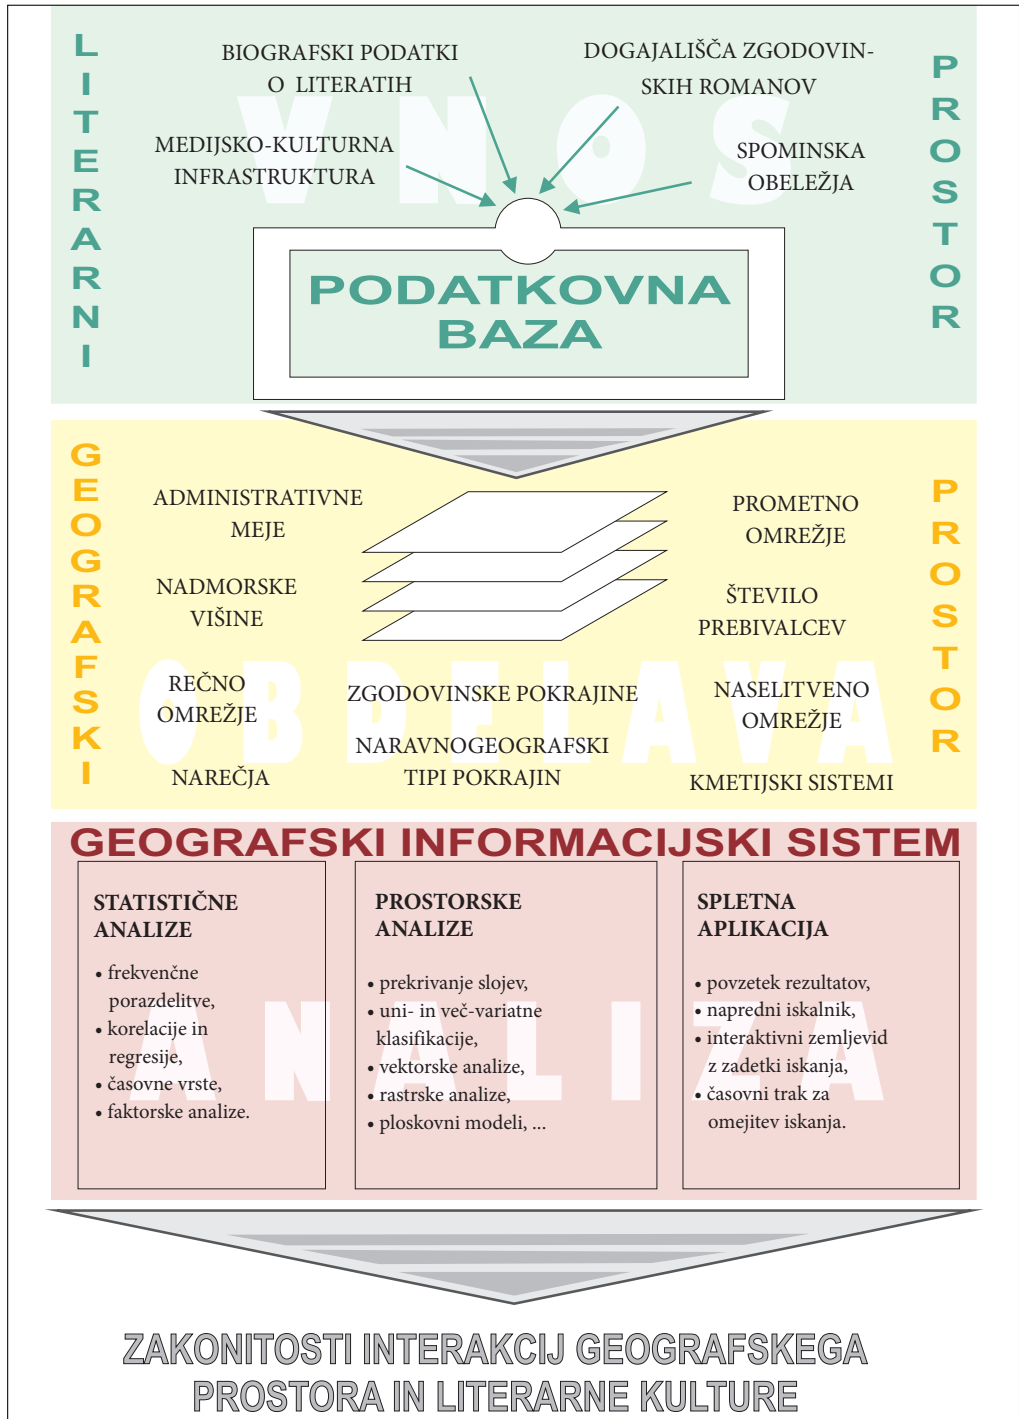 LITERARNI
PROSTOR
VNOS
BIOGRAFSKI PODATKI
O LITERATIH
DOGAJALIŠČA ZGODOVIN-
SKIH ROMANOV
MEDIJSKO-KULTURNA
INFRASTRUKTURA
SPOMINSKA
OBELEŽJA
PODATKOVNA
BAZA
GEOGRAFSKI
PROSTOR
OBDELAVA
ADMINISTRATIVNE
MEJE
PROMETNO
OMREŽJE
NADMORSKE
VIŠINE
ŠTEVILO
PREBIVALCEV
REČNO
OMREŽJE
ZGODOVINSKE POKRAJINE
NASELITVENO
OMREŽJE
NARAVNOGEOGRAFSKI
TIPI POKRAJIN
NAREČJA
KMETIJSKI SISTEMI
GEOGRAFSKI INFORMACIJSKI SISTEM
ANALIZA
STATISTIČNE
ANALIZE
• frekvenčne
porazdelitve,
• korelacije in
regresije,
• časovne vrste,
• faktorske analize.
PROSTORSKE
ANALIZE
• prekrivanje slojev,
• uni- in več-variatne
klasifikacije,
• vektorske analize,
• rastrske analize,
• ploskovni modeli, ...
SPLETNA
APLIKACIJA
• povzetek rezultatov,
• napredni iskalnik,
• interaktivni zemljevid
z zadetki iskanja,
• časovni trak za
omejitev iskanja.
ZAKONITOSTI INTERAKCIJ GEOGRAFSKEGA
PROSTORA IN LITERARNE KULTURE